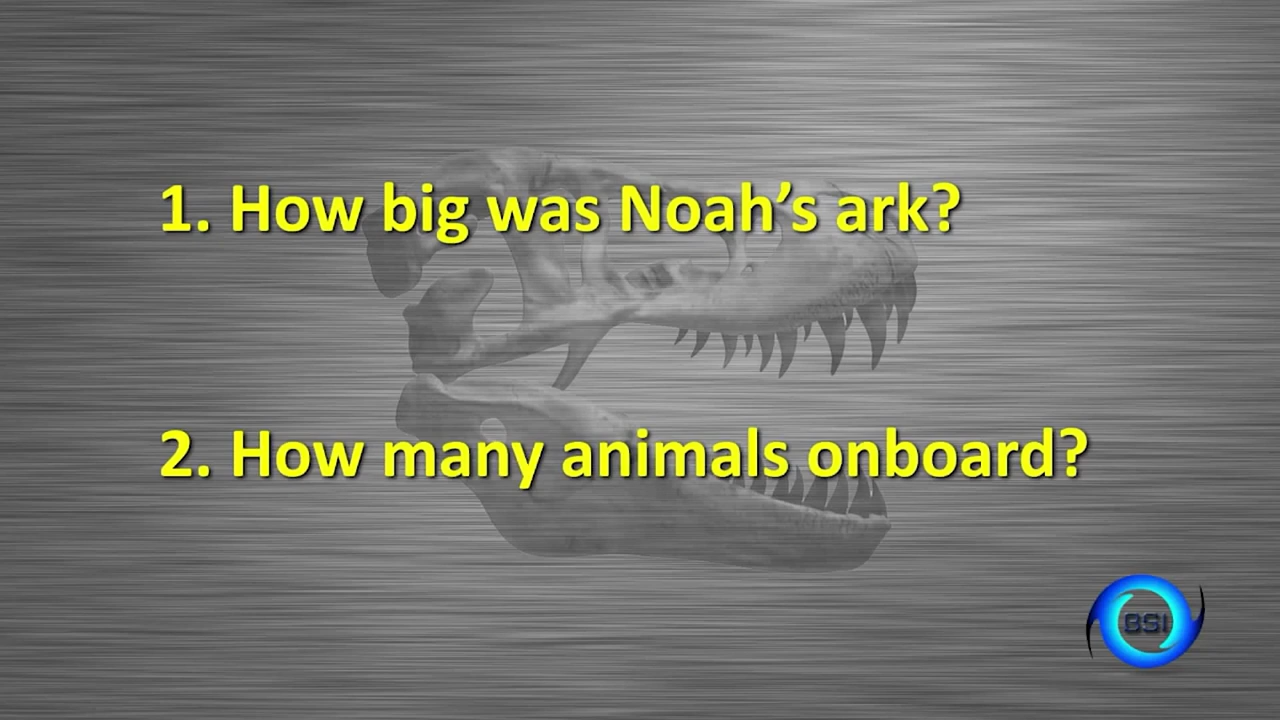 1. How big was Noah’s ark?
2. How many animals onboard?
BSI